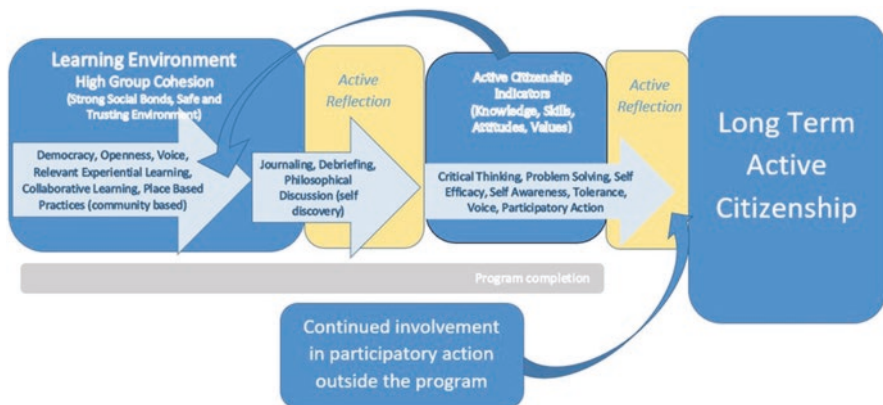 Learning Environment
High Group Cohesion
(Strong Social Bonds, Safe and
Trusting Environment)
Democracy, Openness, Voice,
Relevant Experiential Learning,
Collaborative Learning, Place Based
Practices (community based)
Active
Reflection
Journaling, Debriefing,
Philosophical
Discussion (self
discovery)
Active Citizenship
Indicators
(Knowledge, Skills,
Attitudes, Values)
Critical Thinking, Problem Solving, Self
Efficacy, Self Awareness, Tolerance,
Voice, Participatory Action
Active
Reflection
Long Term
Active
Citizenship
Program completion
Continued involvement
in participatory action
outside the program